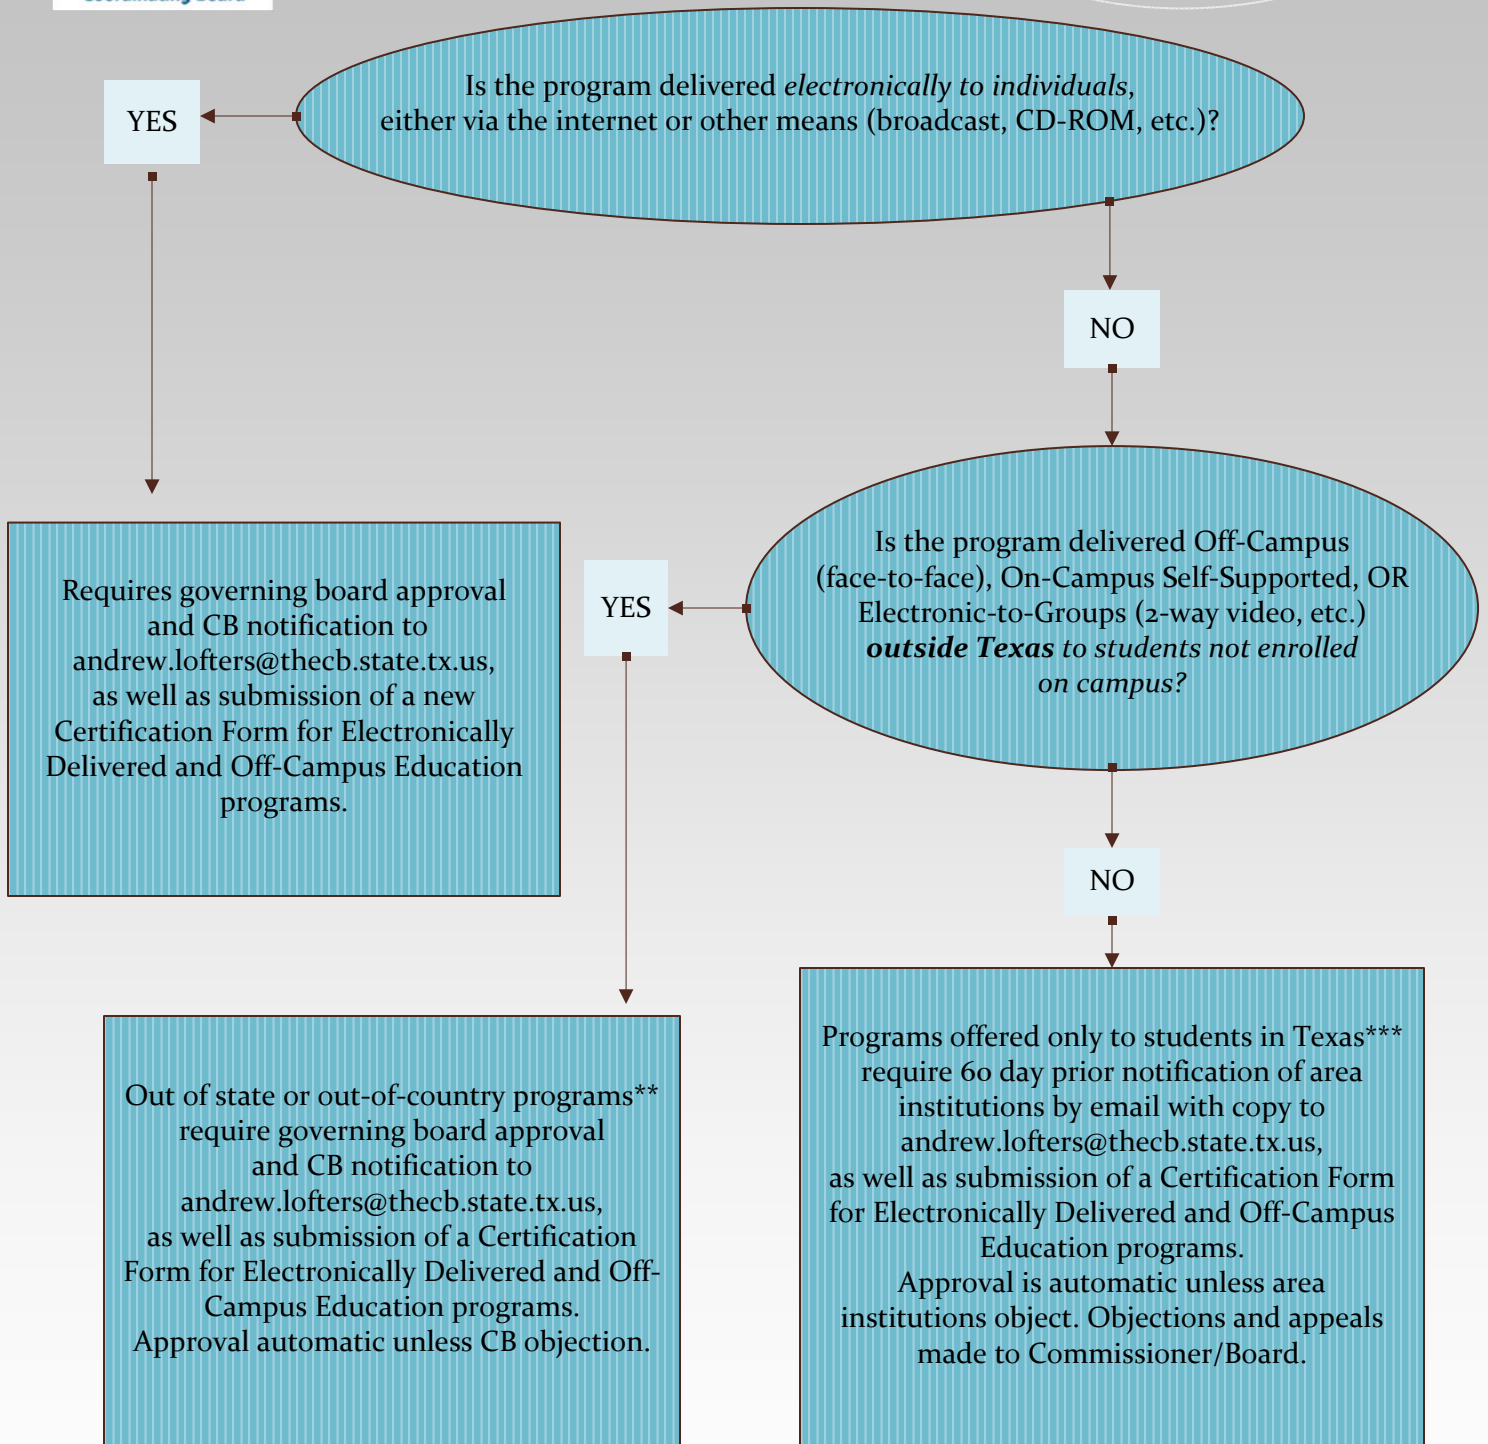 Is the program delivered electronically to individuals,
either via the internet or other means (broadcast, CD-ROM, etc.)?
YES
NO
Is the program delivered Off-Campus
(face-to-face), On-Campus Self-Supported, OR
Electronic-to-Groups (2-way video, etc.)
outside Texas to students not enrolled
on campus?
YES
Requires governing board approval
and CB notification to
andrew.lofters@thecb.state.tx.us,
as well as submission of a new
Certification Form for Electronically
Delivered and Off-Campus Education
programs.
NO
Out of state or out-of-country programs**
require governing board approval
and CB notification to
andrew.lofters@thecb.state.tx.us,
as well as submission of a Certification
Form for Electronically Delivered and Off-
Campus Education programs.
Approval automatic unless CB objection.
Programs offered only to students in Texas***
require 60 day prior notification of area
institutions by email with copy to
andrew.lofters@thecb.state.tx.us,
as well as submission of a Certification Form
for Electronically Delivered and Off-Campus
Education programs.
Approval is automatic unless area
institutions object. Objections and appeals
made to Commissioner/Board.